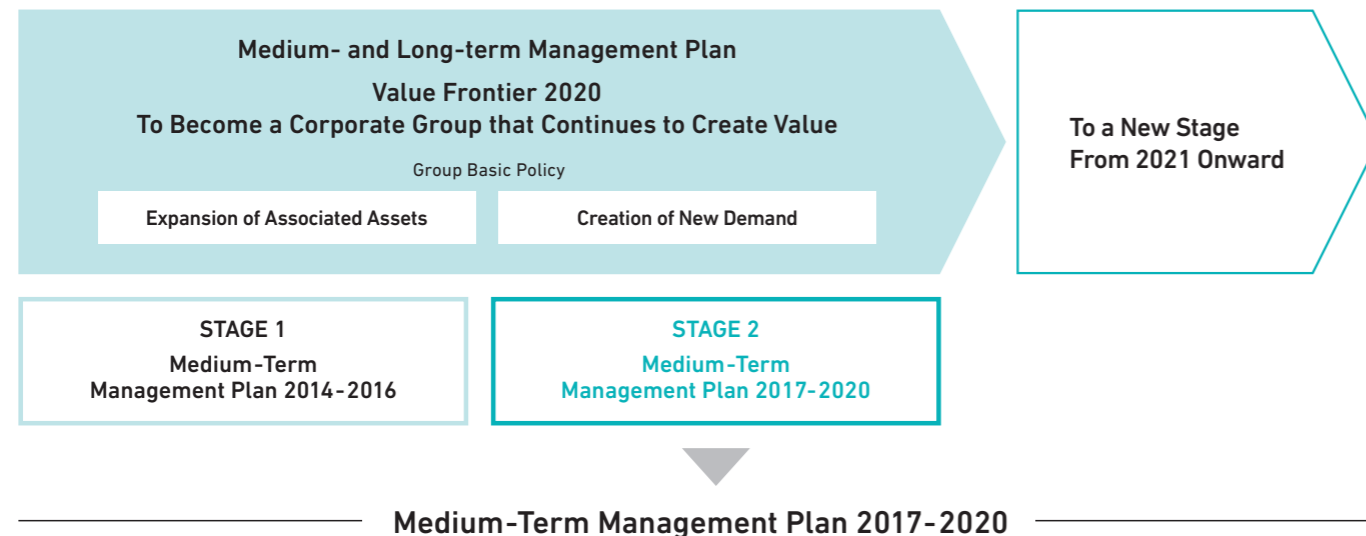 Medium- and Long-term Management Plan
Value Frontier 2020
To Become a Corporate Group that Continues to Create Value
Group Basic Policy
Expansion of Associated Assets
Creation of New Demand
To a New Stage
From 2021 Onward
STAGE 1
Medium-Term
Management Plan 2014-2016
STAGE 2
Medium-Term
Management Plan 2017-2020
Medium-Term Management Plan 2017-2020